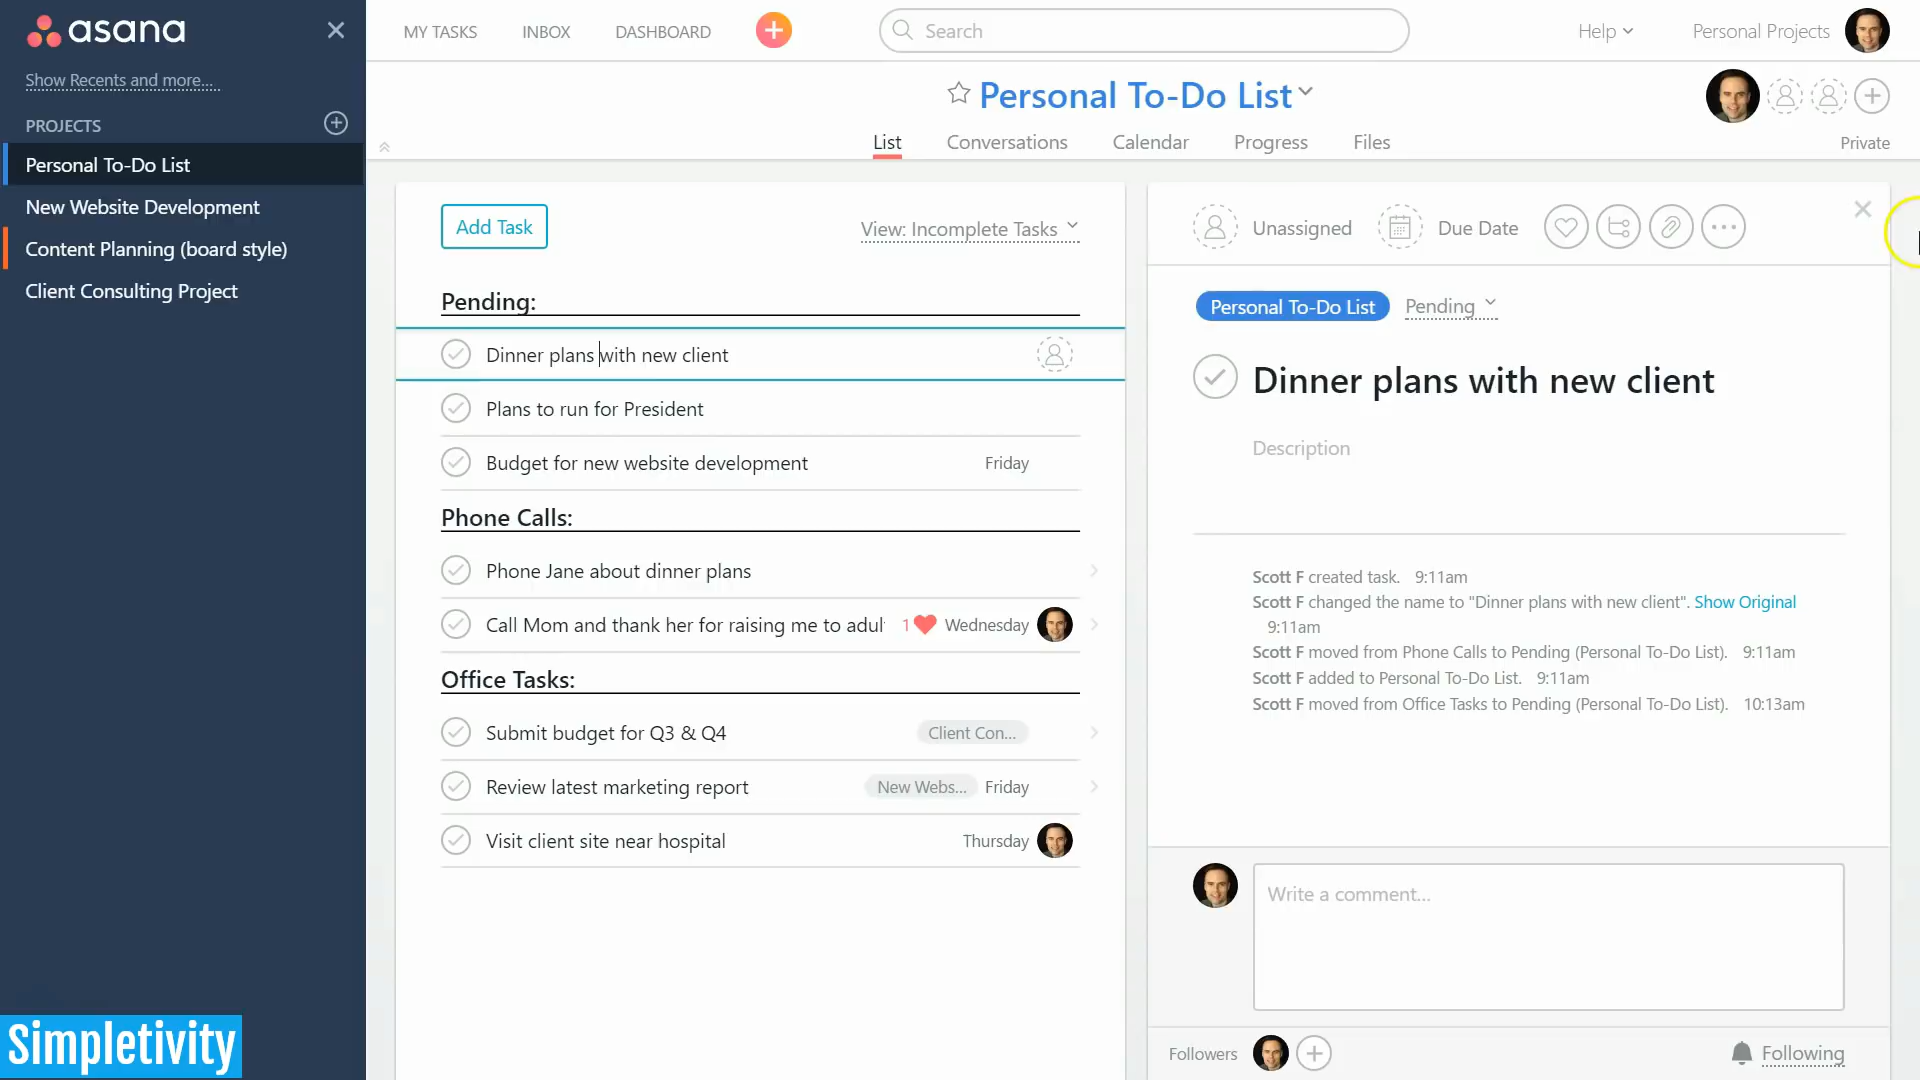 asana
Show Recents and more...
PROJECTS
Personal To-Do List
New Website Development
Content Planning (board style)
Client Consulting Project
Simpletivity
MY TASKS
INBOX
DASHBOARD
Search
Help
Personal Projects
Personal To-Do List
List
Conversations
Calendar
Progress
Files
Private
Add Task
View: Incomplete Tasks
Pending:
Dinner plans with new client
Plans to run for President
Budget for new website development Friday
Phone Calls:
Phone Jane about dinner plans
Call Mom and thank her for raising me to adul 1 Wednesday
Office Tasks:
Submit budget for Q3 & Q4 Client Con...
Review latest marketing report New Webs... Friday
Visit client site near hospital Thursday
Unassigned
Due Date
Personal To-Do List Pending
Dinner plans with new client
Description
Scott F created task. 9:11am
Scott F changed the name to "Dinner plans with new client". Show Original
9:11am
Scott F moved from Phone Calls to Pending (Personal To-Do List). 9:11am
Scott F added to Personal To-Do List. 9:11am
Scott F moved from Office Tasks to Pending (Personal To-Do List). 10:13am
Write a comment...
Followers
Following